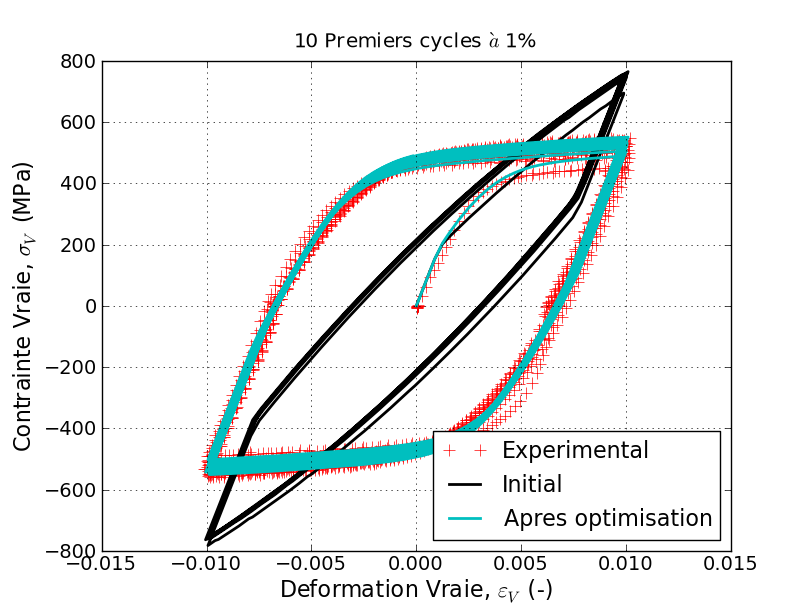 10 Premiers cycles à 1%
800
600
400
200
0
−200
−400
−600
−800
Contrainte Vraie, σ_V (MPa)
Experimental
Initial
Apres optimisation
−0.015 −0.010 −0.005 0.000 0.005 0.010 0.015
Deformation Vraie, ε_V (-)